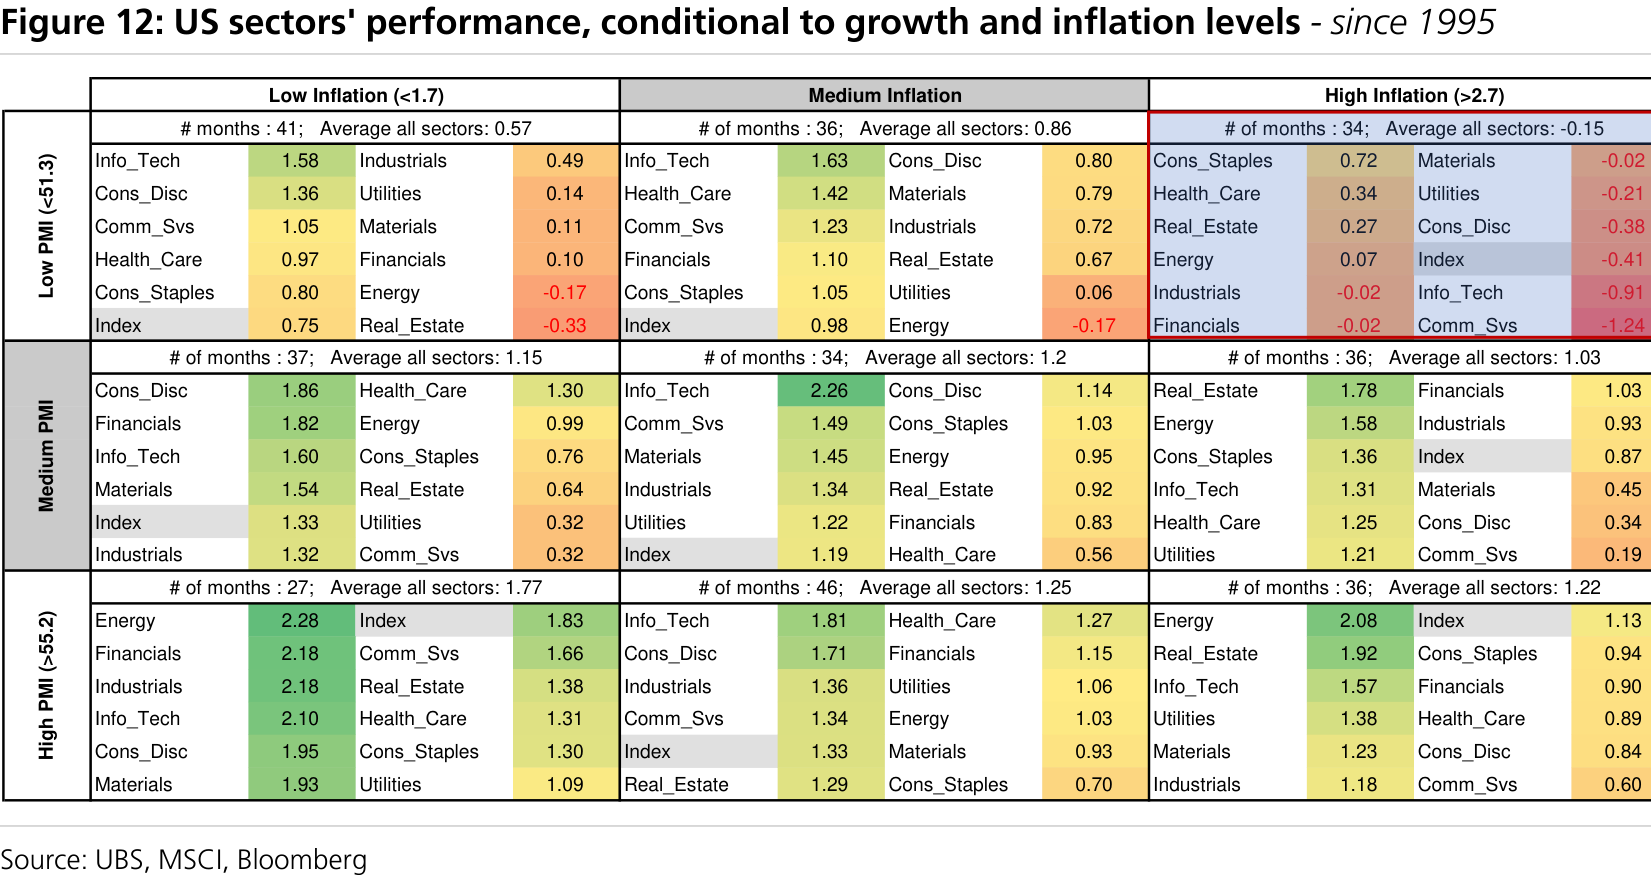 Figure 12: US sectors' performance, conditional to growth and inflation levels - since 1995
Low Inflation (<1.7) Medium Inflation High Inflation (>2.7)
Low PMI (<51.3)
# months : 41; Average all sectors: 0.57 # of months : 36; Average all sectors: 0.86 # of months : 34; Average all sectors: -0.15
Info_Tech 1.58 Industrials 0.49 Info_Tech 1.63 Cons_Disc 0.80 Cons_Staples 0.72 Materials -0.02
Cons_Disc 1.36 Utilities 0.14 Health_Care 1.42 Materials 0.79 Health_Care 0.34 Utilities -0.21
Comm_Svs 1.05 Materials 0.11 Comm_Svs 1.23 Industrials 0.72 Real_Estate 0.27 Cons_Disc -0.38
Health_Care 0.97 Financials 0.10 Financials 1.10 Real_Estate 0.67 Energy 0.07 Index -0.41
Cons_Staples 0.80 Energy -0.17 Cons_Staples 1.05 Utilities 0.06 Industrials -0.02 Info_Tech -0.91
Index 0.75 Real_Estate -0.33 Index 0.98 Energy -0.17 Financials -0.02 Comm_Svs -1.24
Medium PMI
# of months : 37; Average all sectors: 1.15 # of months : 34; Average all sectors: 1.2 # of months : 36; Average all sectors: 1.03
Cons_Disc 1.86 Health_Care 1.30 Info_Tech 2.26 Cons_Disc 1.14 Real_Estate 1.78 Financials 1.03
Financials 1.82 Energy 0.99 Comm_Svs 1.49 Cons_Staples 1.03 Energy 1.58 Industrials 0.93
Info_Tech 1.60 Cons_Staples 0.76 Materials 1.45 Energy 0.95 Cons_Staples 1.36 Index 0.87
Materials 1.54 Real_Estate 0.64 Industrials 1.34 Real_Estate 0.92 Info_Tech 1.31 Materials 0.45
Index 1.33 Utilities 0.32 Utilities 1.22 Financials 0.83 Health_Care 1.25 Cons_Disc 0.34
Industrials 1.32 Comm_Svs 0.32 Index 1.19 Health_Care 0.56 Utilities 1.21 Comm_Svs 0.19
High PMI (>55.2)
# of months : 27; Average all sectors: 1.77 # of months : 46; Average all sectors: 1.25 # of months : 36; Average all sectors: 1.22
Energy 2.28 Index 1.83 Info_Tech 1.81 Health_Care 1.27 Energy 2.08 Index 1.13
Financials 2.18 Comm_Svs 1.66 Cons_Disc 1.71 Financials 1.15 Real_Estate 1.92 Cons_Staples 0.94
Industrials 2.18 Real_Estate 1.38 Industrials 1.36 Utilities 1.06 Info_Tech 1.57 Financials 0.90
Info_Tech 2.10 Health_Care 1.31 Comm_Svs 1.34 Energy 1.03 Utilities 1.38 Health_Care 0.89
Cons_Disc 1.95 Cons_Staples 1.30 Index 1.33 Materials 0.93 Materials 1.23 Cons_Disc 0.84
Materials 1.93 Utilities 1.09 Real_Estate 1.29 Cons_Staples 0.70 Industrials 1.18 Comm_Svs 0.60
Source: UBS, MSCI, Bloomberg